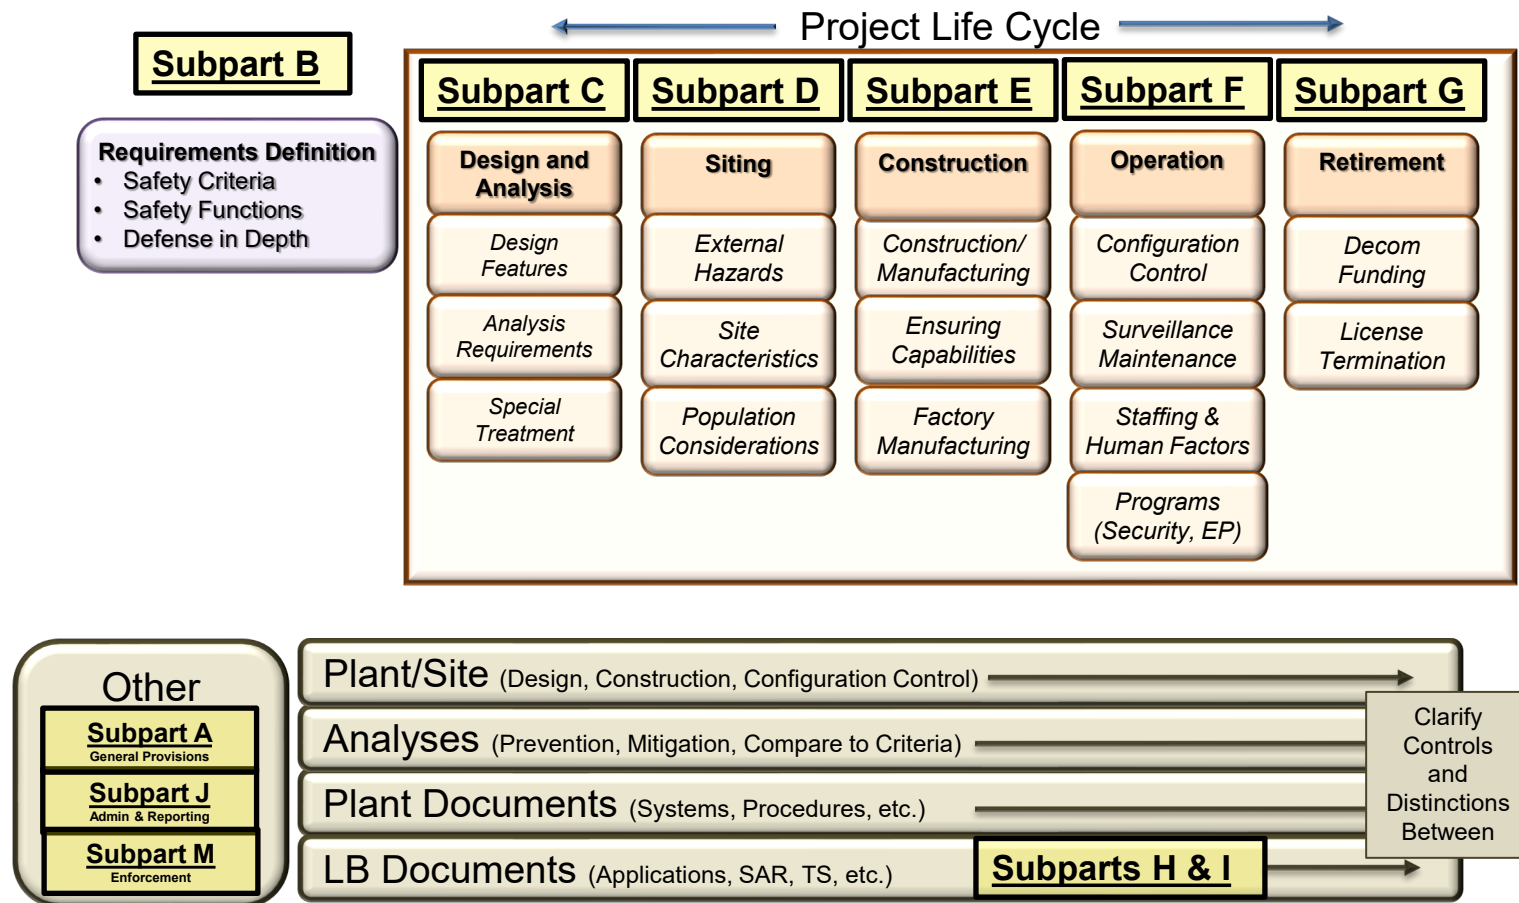 Project Life Cycle
Subpart B
Requirements Definition
• Safety Criteria
• Safety Functions
• Defense in Depth
Subpart C
Design and
Analysis
Design
Features
Analysis
Requirements
Special
Treatment
Subpart D
Siting
External
Hazards
Site
Characteristics
Population
Considerations
Subpart E
Construction
Construction/
Manufacturing
Ensuring
Capabilities
Factory
Manufacturing
Subpart F
Operation
Configuration
Control
Surveillance
Maintenance
Staffing &
Human Factors
Programs
(Security, EP)
Subpart G
Retirement
Decom
Funding
License
Termination
Other
Subpart A
General Provisions
Subpart J
Admin & Reporting
Subpart M
Enforcement
Plant/Site (Design, Construction, Configuration Control)
Analyses (Prevention, Mitigation, Compare to Criteria)
Plant Documents (Systems, Procedures, etc.)
LB Documents (Applications, SAR, TS, etc.)
Subparts H & I
Clarify
Controls
and
Distinctions
Between